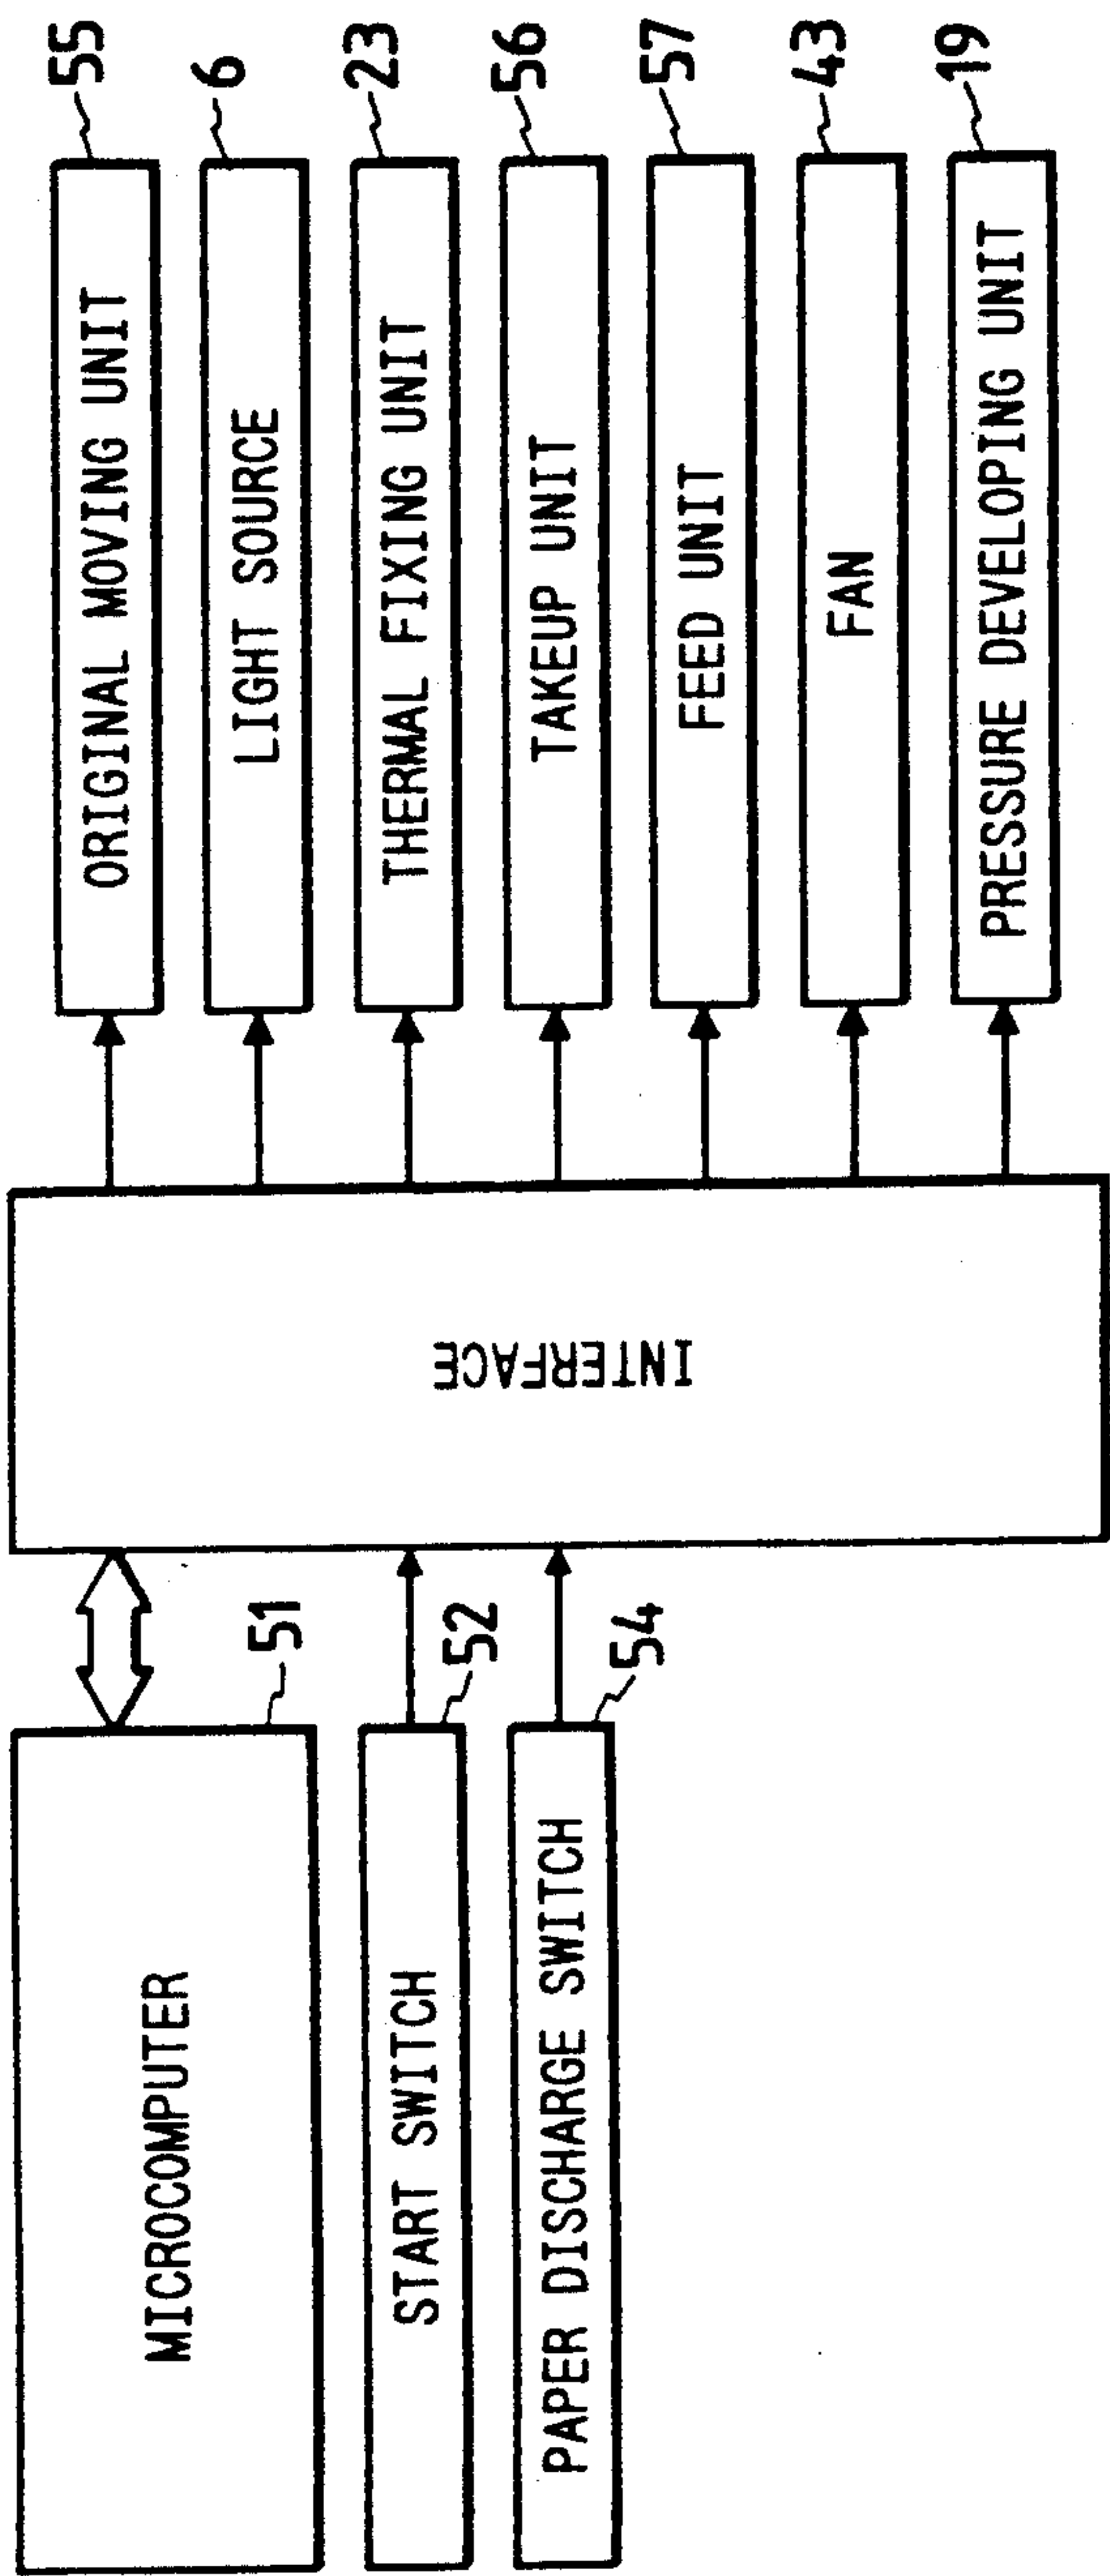 MICROCOMPUTER
51
START SWITCH
52
PAPER DISCHARGE SWITCH
54
INTERFACE
ORIGINAL MOVING UNIT
55
LIGHT SOURCE
6
THERMAL FIXING UNIT
23
TAKEUP UNIT
56
FEED UNIT
57
FAN
43
PRESSURE DEVELOPING UNIT
19